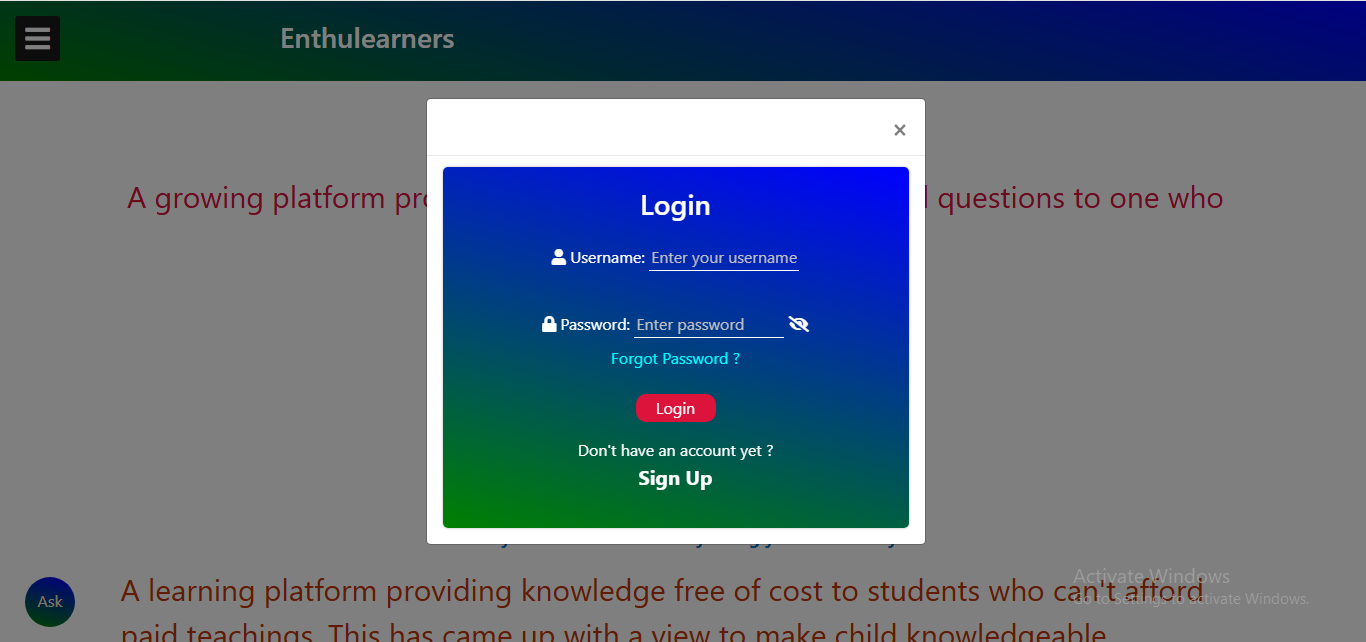 Enthulearners
×
A growing platform pr
questions to one who
Login
Username: Enter your username
Password: Enter password
Forgot Password ?
Login
Don't have an account yet ?
Sign Up
Ask
A learning platform providing knowledge free of cost to students who can't afford
paid teachings. This has came up with a view to make child knowledgeable
Activate Windows
Go to Settings to activate Windows.